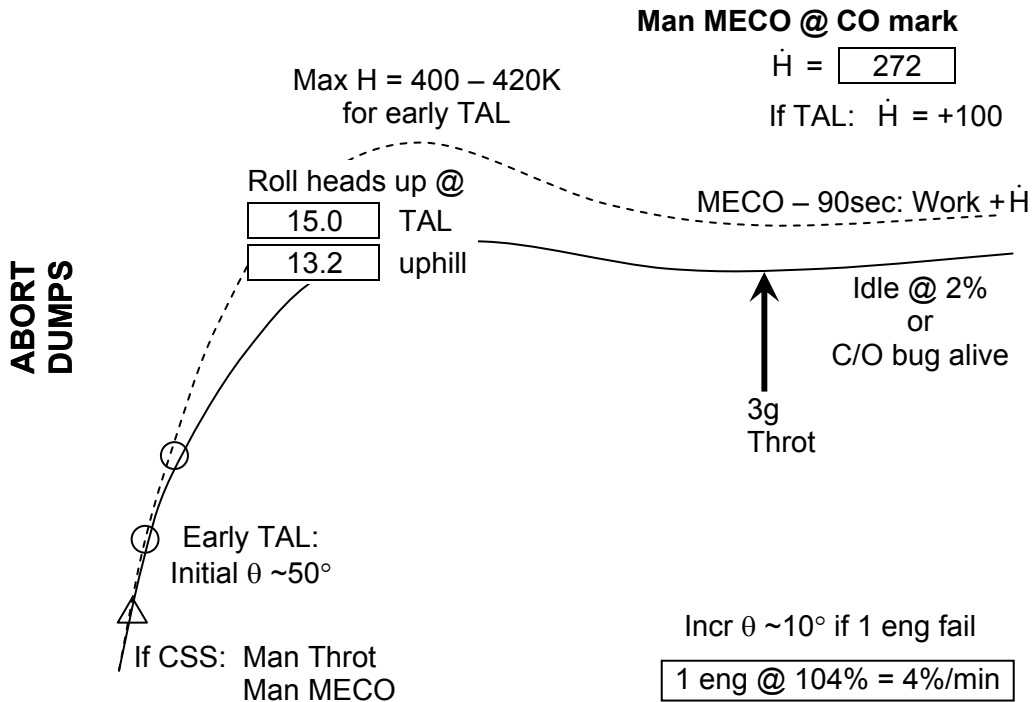 Man MECO @ CO mark
Ḣ = 272
If TAL: Ḣ = +100
Max H = 400 – 420K
for early TAL
Roll heads up @
15.0 TAL
13.2 uphill
MECO – 90sec: Work +Ḣ
ABORT
DUMPS
Idle @ 2%
or
C/O bug alive
3g
Throt
Early TAL:
Initial θ ~50°
If CSS: Man Throt
Man MECO
Incr θ ~10° if 1 eng fail
1 eng @ 104% = 4%/min